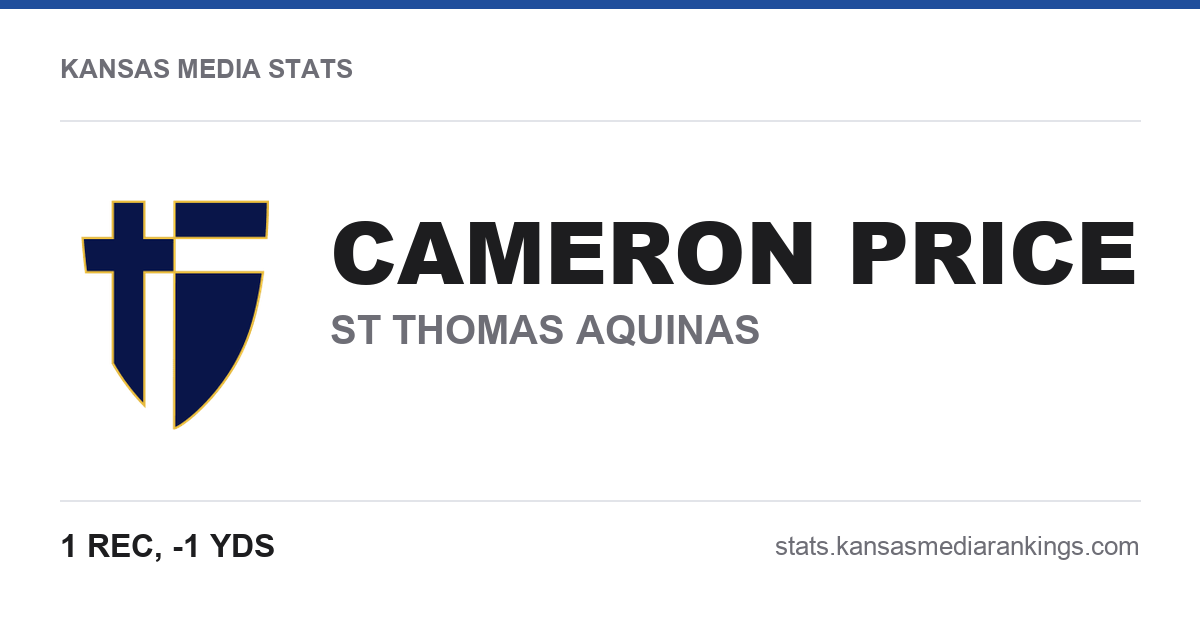 KANSAS MEDIA STATS
CAMERON PRICE
ST THOMAS AQUINAS
1 REC, -1 YDS
stats.kansasmediarankings.com